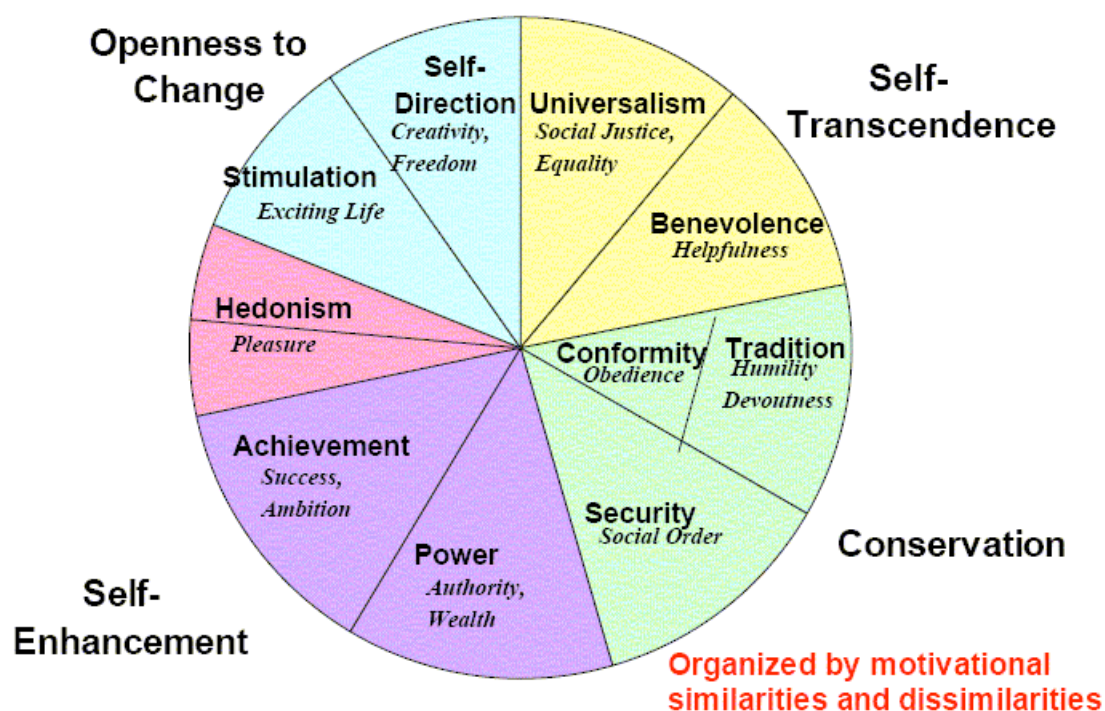 Openness to
Change
Self-
Direction
Creativity,
Freedom
Universalism
Social Justice,
Equality
Self-
Transcendence
Stimulation
Exciting Life
Benevolence
Helpfulness
Hedonism
Pleasure
Conformity
Obedience
Tradition
Humility
Devoutness
Achievement
Success,
Ambition
Security
Social Order
Power
Authority,
Wealth
Conservation
Self-
Enhancement
Organized by motivational
similarities and dissimilarities